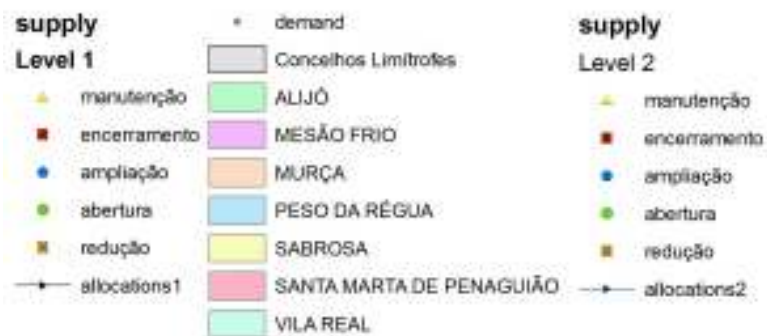 supply
Level 1
manutenção
encerramento
ampliação
abertura
redução
allocations1
demand
Concelhos Limítrofes
ALIJÓ
MESÃO FRIO
MURÇA
PESO DA RÉGUA
SABROSA
SANTA MARTA DE PENAGUIÃO
VILA REAL
supply
Level 2
manutenção
encerramento
ampliação
abertura
redução
allocations2